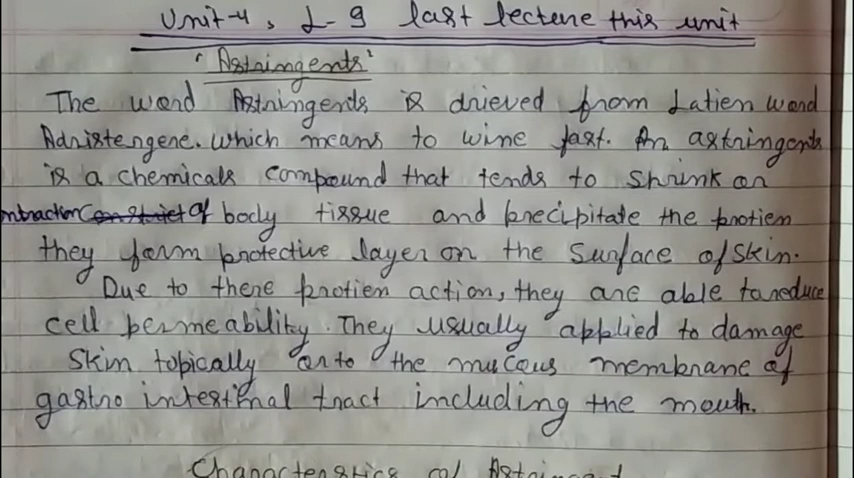 Unit-4, L-9 last lecture this unit
'Astringents'
The word Astringents is drieved from Latien word
Adristengene. which means to wine fast. An astringents
is a chemicals compound that tends to shrink or
ntraction of body tissue and precipitate the protien
they form protective layer on the surface of skin.
Due to there protien action, they are able to reduce
cell permeability. They usually applied to damage
skin topically or to the mucous membrane of
gastro intestinal tract including the mouth.
Characteristics of Astringent